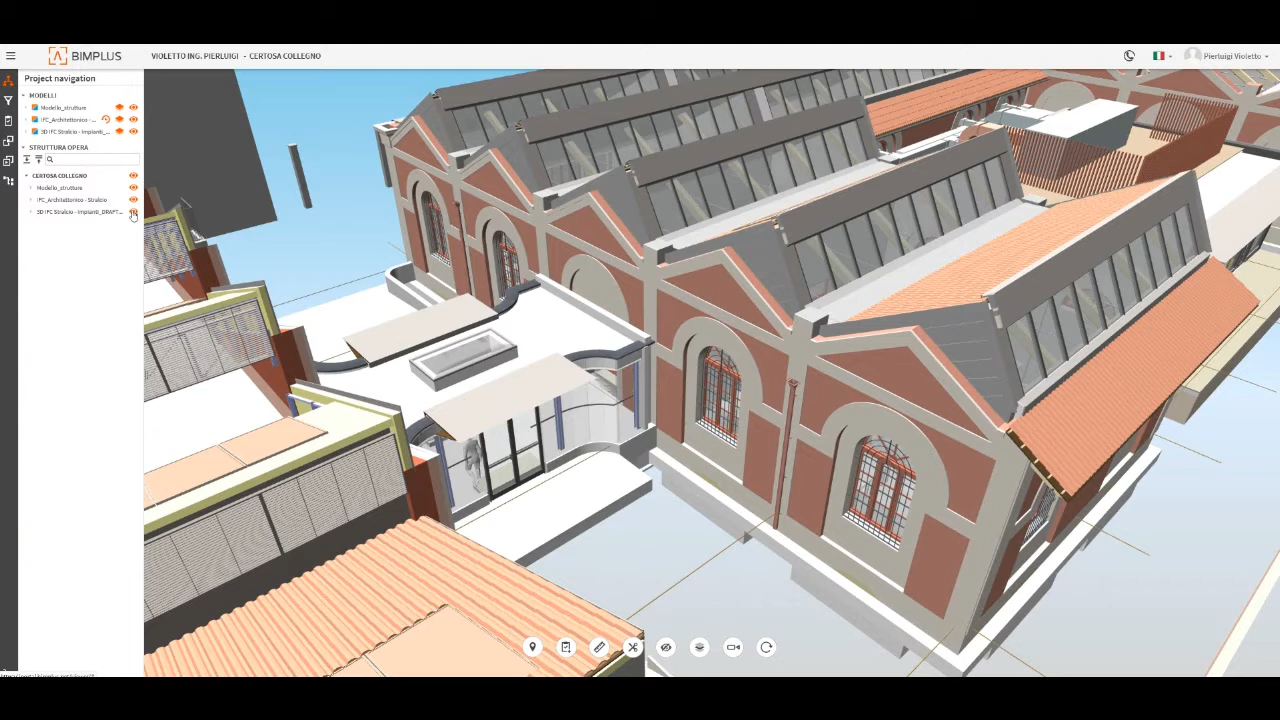 BIMPLUS
VIOLETTO ING. PIERLUIGI - CERTOSA COLLEGNO
Pierluigi Violetto
Project navigation
MODELLI
Modello_strutture
IFC_Architettonico - ...
3D IFC Stralcio - Impianti_...
STRUTTURA OPERA
CERTOSA COLLEGNO
Modello_strutture
IFC_Architettonico - Stralcio
3D IFC Stralcio - Impianti_DRAFT...